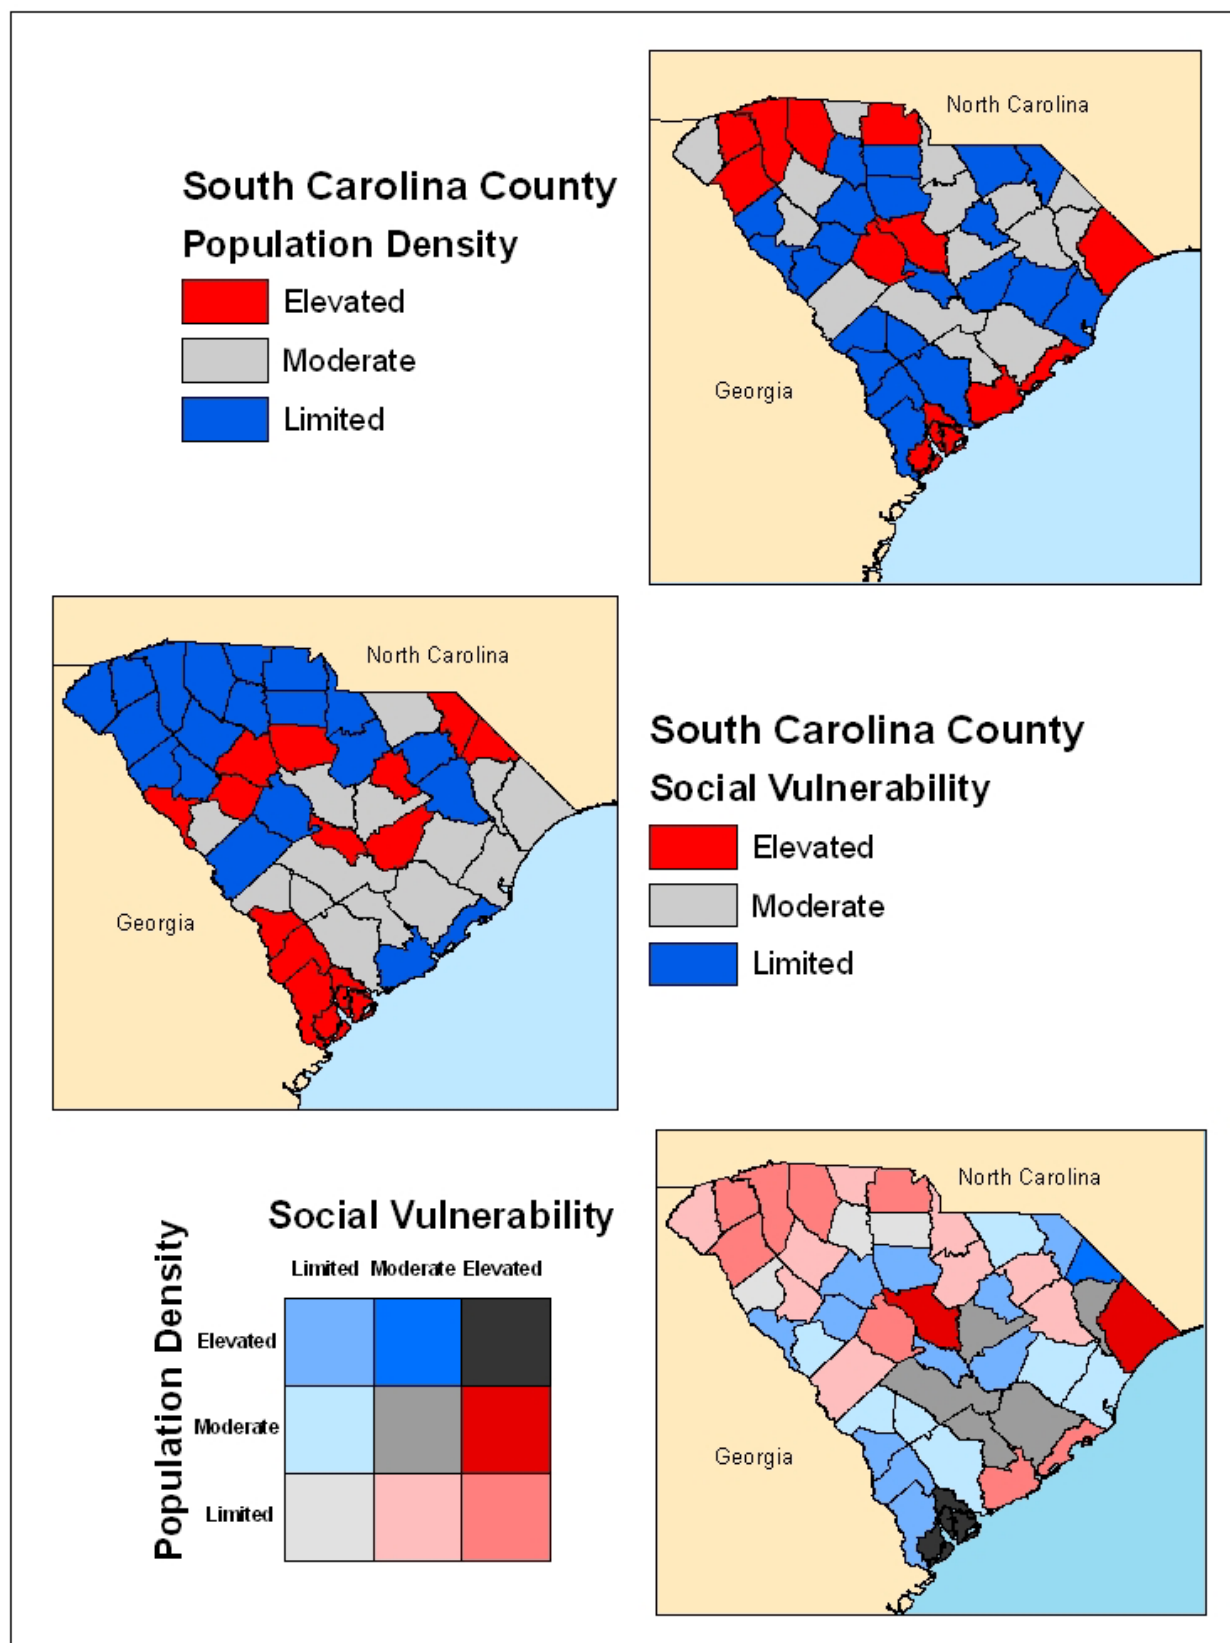 South Carolina County
Population Density
Elevated
Moderate
Limited
North Carolina
Georgia
North Carolina
Georgia
South Carolina County
Social Vulnerability
Elevated
Moderate
Limited
Social Vulnerability
Limited Moderate Elevated
Population Density
Elevated
Moderate
Limited
North Carolina
Georgia